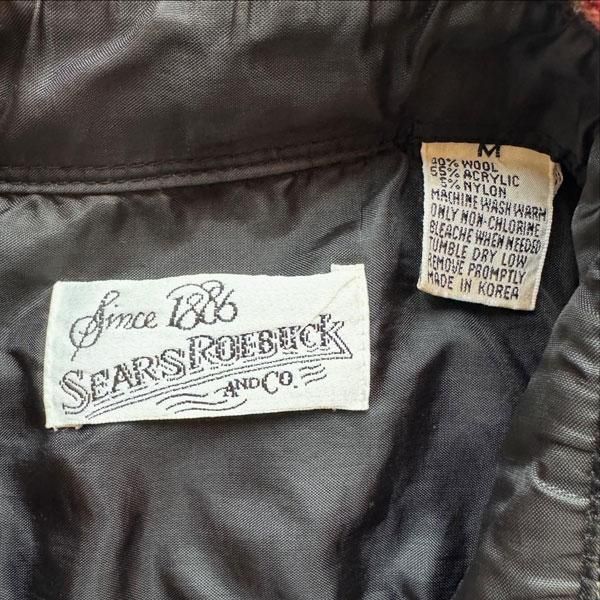 Since 1886
SEARS ROEBUCK
AND CO.
M
40% WOOL
55% ACRYLIC
5% NYLON
MACHINE WASH WARM
ONLY NON-CHLORINE
BLEACHE WHEN NEEDED
TUMBLE DRY LOW
REMOVE PROMPTLY
MADE IN KOREA